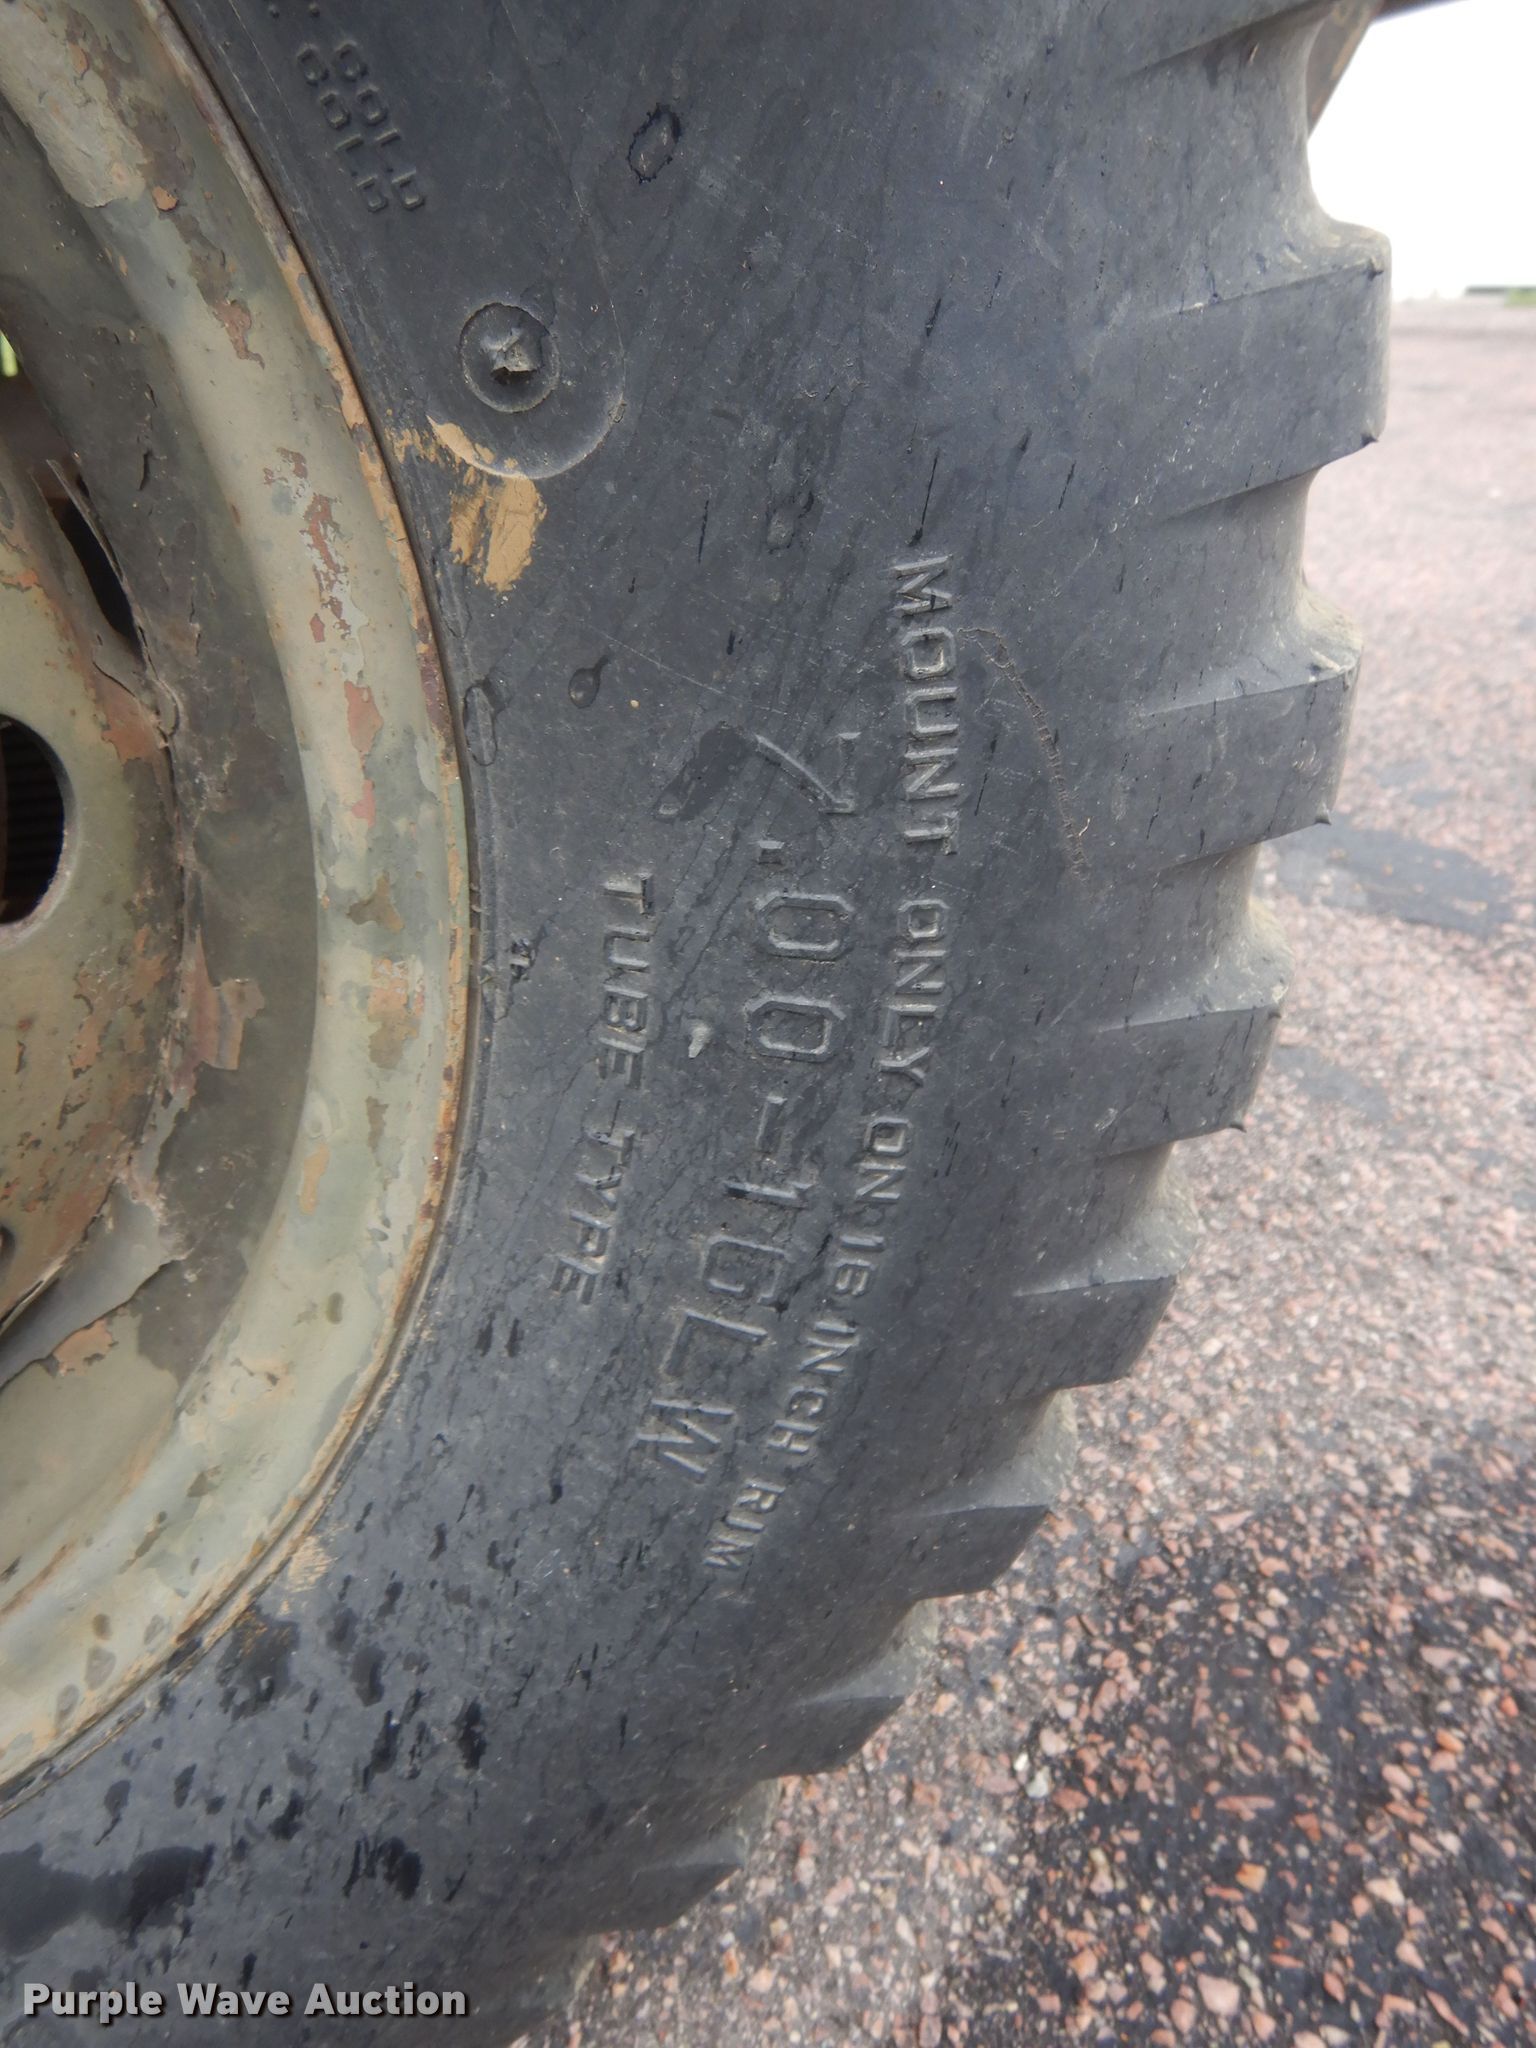 MOUNT ONLY ON 16 INCH RIM
7.00-16LW
TUBE TYPE
Purple Wave Auction